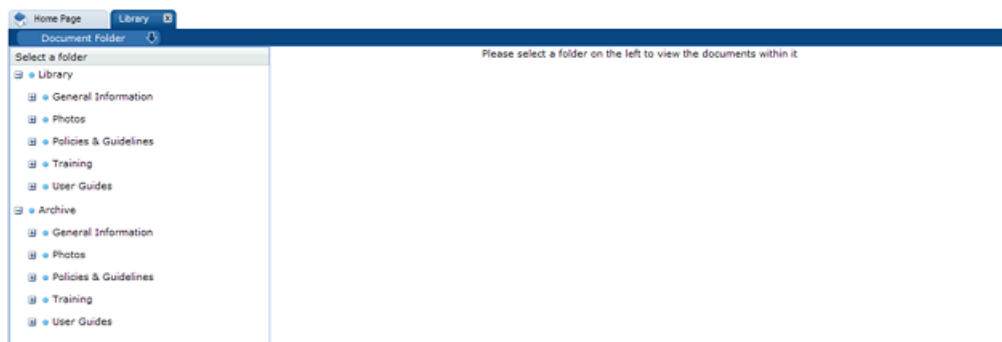 Home Page
Library
Document Folder
Select a folder
Please select a folder on the left to view the documents within it
Library
General Information
Photos
Policies & Guidelines
Training
User Guides
Archive
General Information
Photos
Policies & Guidelines
Training
User Guides